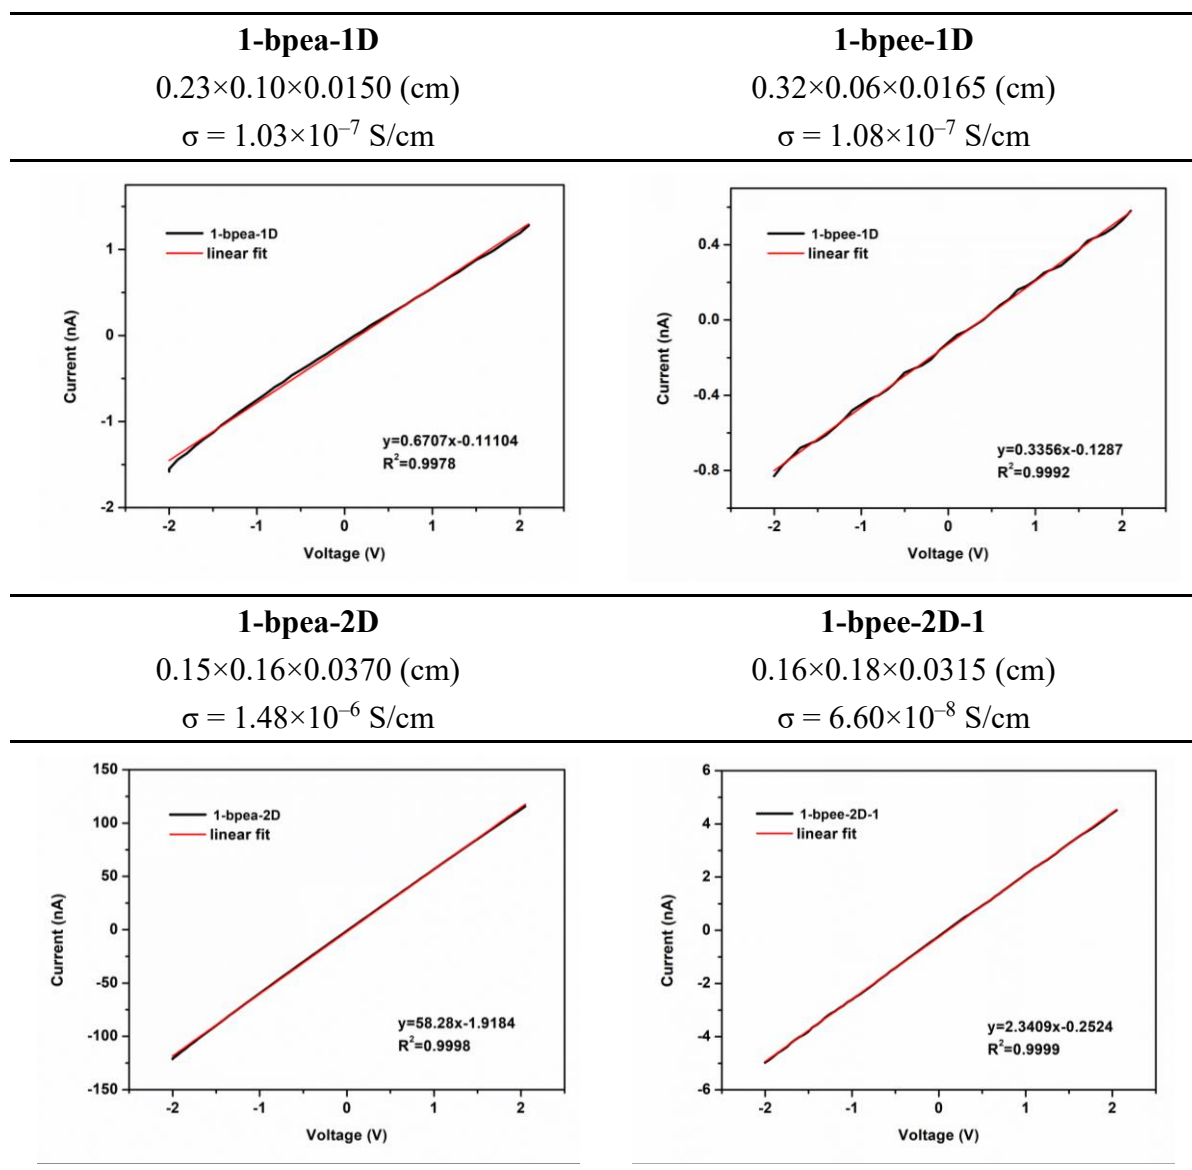 1-bpea-1D
0.23×0.10×0.0150 (cm)
σ = 1.03×10⁻⁷ S/cm
1-bpee-1D
0.32×0.06×0.0165 (cm)
σ = 1.08×10⁻⁷ S/cm
1-bpea-1D
linear fit
1
0
-1
-2
Current (nA)
y=0.6707x-0.11104
R²=0.9978
-2 -1 0 1 2
Voltage (V)
1-bpee-1D
linear fit
0.4
0.0
-0.4
-0.8
Current (nA)
y=0.3356x-0.1287
R²=0.9992
-2 -1 0 1 2
Voltage (V)
1-bpea-2D
0.15×0.16×0.0370 (cm)
σ = 1.48×10⁻⁶ S/cm
1-bpee-2D-1
0.16×0.18×0.0315 (cm)
σ = 6.60×10⁻⁸ S/cm
150
1-bpea-2D
linear fit
100
50
0
-50
-100
-150
Current (nA)
y=58.28x-1.9184
R²=0.9998
-2 -1 0 1 2
Voltage (V)
6
1-bpee-2D-1
linear fit
4
2
0
-2
-4
-6
Current (nA)
y=2.3409x-0.2524
R²=0.9999
-2 -1 0 1 2
Voltage (V)